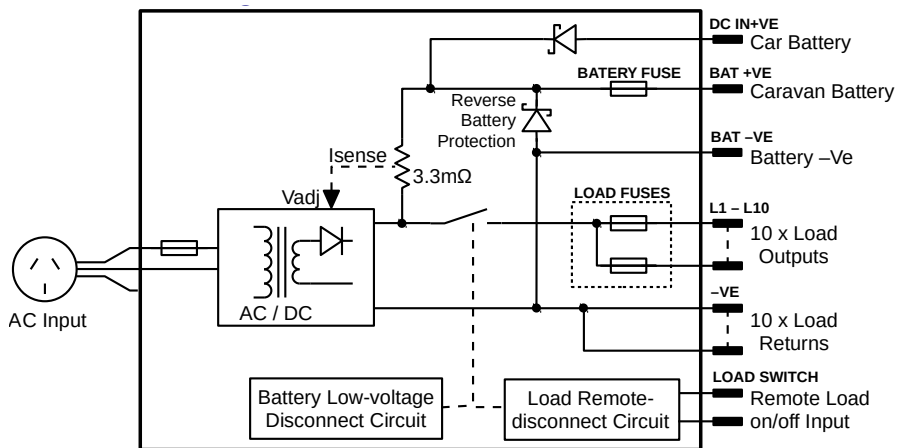 DC IN+VE
Car Battery
BATERY FUSE
BAT +VE
Caravan Battery
Reverse
Battery
Protection
BAT –VE
Battery –Ve
Isense
3.3mΩ
Vadj
LOAD FUSES
L1 – L10
10 x Load
Outputs
AC Input
AC / DC
–VE
10 x Load
Returns
Battery Low-voltage
Disconnect Circuit
Load Remote-
disconnect Circuit
LOAD SWITCH
Remote Load
on/off Input